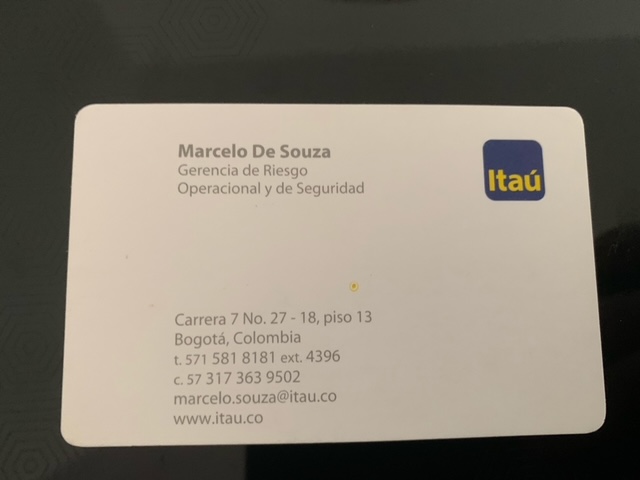 Marcelo De Souza
Gerencia de Riesgo
Operacional y de Seguridad
Itaú
Carrera 7 No. 27 - 18, piso 13
Bogotá, Colombia
t. 571 581 8181 ext. 4396
c. 57 317 363 9502
marcelo.souza@itau.co
www.itau.co